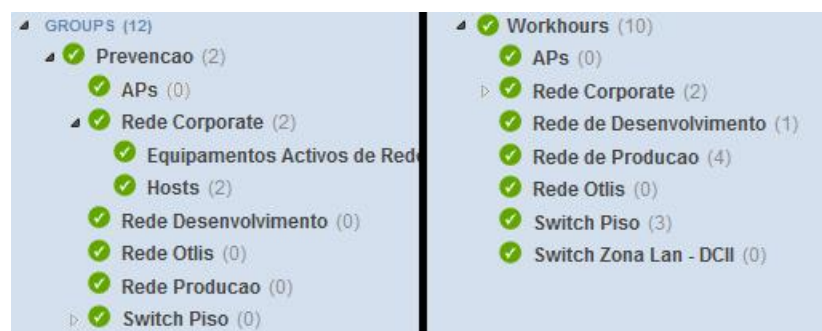 GROUPS (12)
Prevencao (2)
APs (0)
Rede Corporate (2)
Equipamentos Activos de Rede
Hosts (2)
Rede Desenvolvimento (0)
Rede Otlis (0)
Rede Producao (0)
Switch Piso (0)
Workhours (10)
APs (0)
Rede Corporate (2)
Rede de Desenvolvimento (1)
Rede de Producao (4)
Rede Otlis (0)
Switch Piso (3)
Switch Zona Lan - DCII (0)